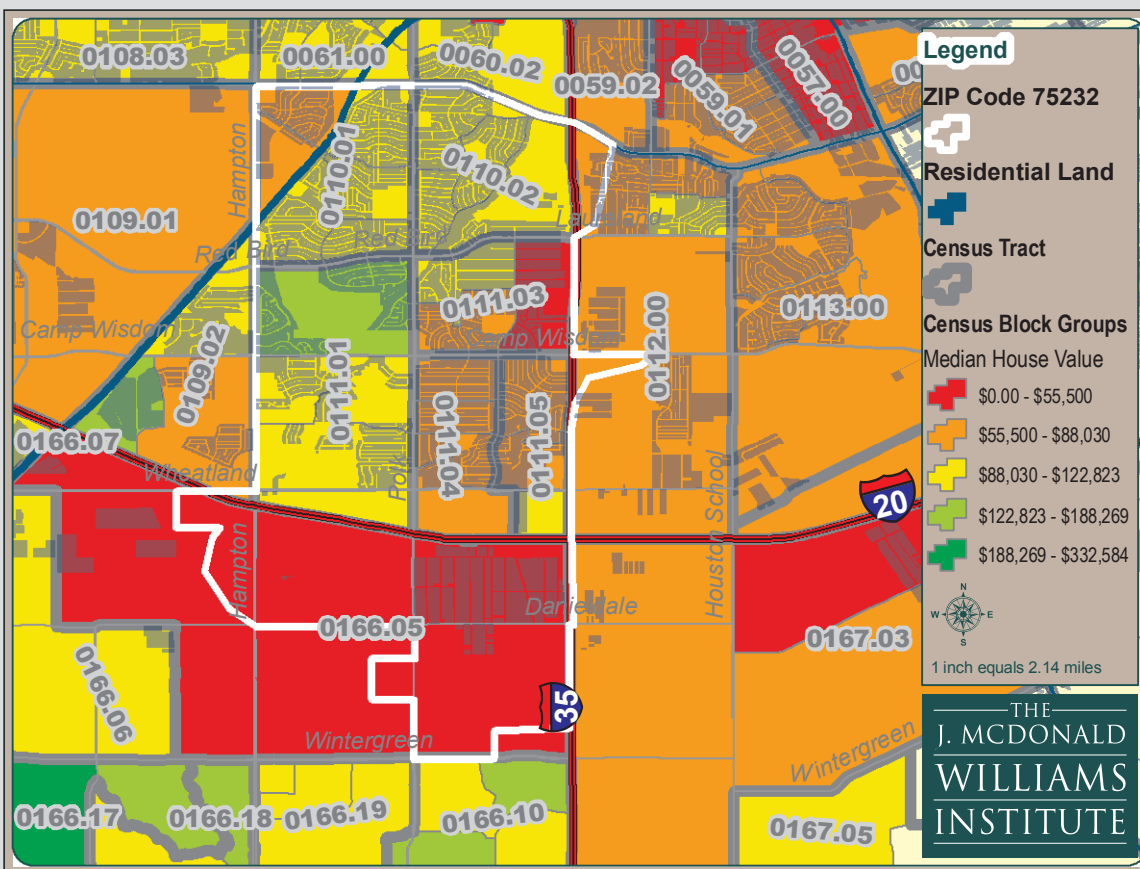 0108.03
0061.00
0060.02
0059.02
0059.01
0057.00
00
Hampton
0110.01
0110.02
0109.01
Red Bird
Red Bird
Laureland
0111.03
0113.00
Camp Wisdom
Camp Wisdom
0109.02
0111.01
0112.00
0111.04
0111.05
0166.07
Wheatland
Polk
Houston School
20
Hampton
Danieldale
0166.05
0167.03
0166.06
35
Wintergreen
Wintergreen
0166.17
0166.18
0166.19
0166.10
0167.05
Legend
ZIP Code 75232
Residential Land
Census Tract
Census Block Groups
Median House Value
$0.00 - $55,500
$55,500 - $88,030
$88,030 - $122,823
$122,823 - $188,269
$188,269 - $332,584
N
W E
S
1 inch equals 2.14 miles
THE
J. MCDONALD
WILLIAMS
INSTITUTE